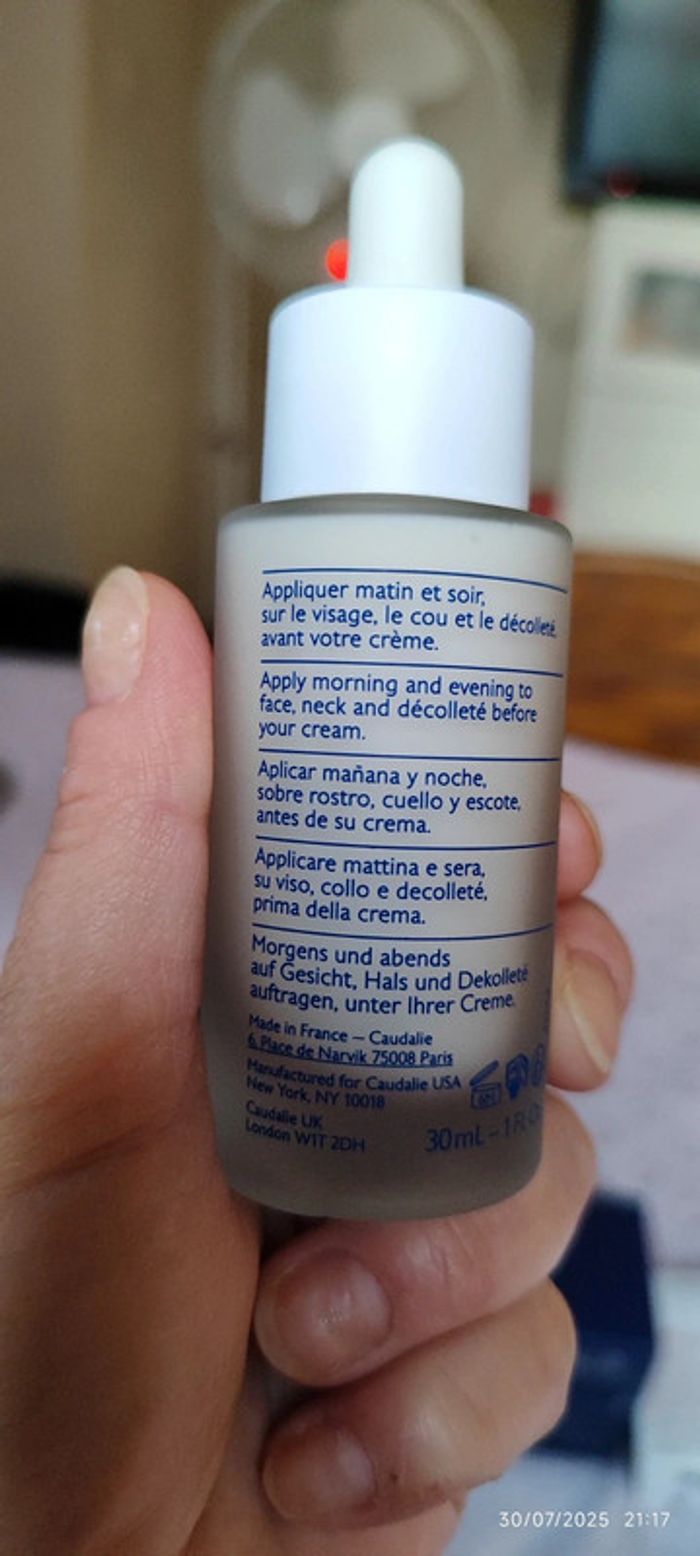 Appliquer matin et soir,
sur le visage, le cou et le décolleté,
avant votre crème.
Apply morning and evening to
face, neck and décolleté before
your cream.
Aplicar mañana y noche,
sobre rostro, cuello y escote,
antes de su crema.
Applicare mattina e sera,
su viso, collo e decolleté,
prima della crema.
Morgens und abends
auf Gesicht, Hals und Dekolleté
auftragen, unter Ihrer Creme.
Made in France – Caudalie
6, Place de Narvik 75008 Paris
Manufactured for Caudalie USA
New York, NY 10018
Caudalie UK
London W1T 2DH
30mL - 1 FL
30/07/2025 21:17